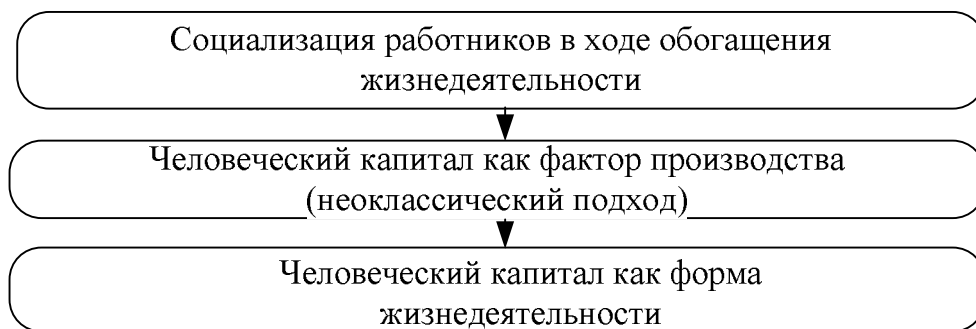 Социализация работников в ходе обогащения
жизнедеятельности
Человеческий капитал как фактор производства
(неоклассический подход)
Человеческий капитал как форма
жизнедеятельности